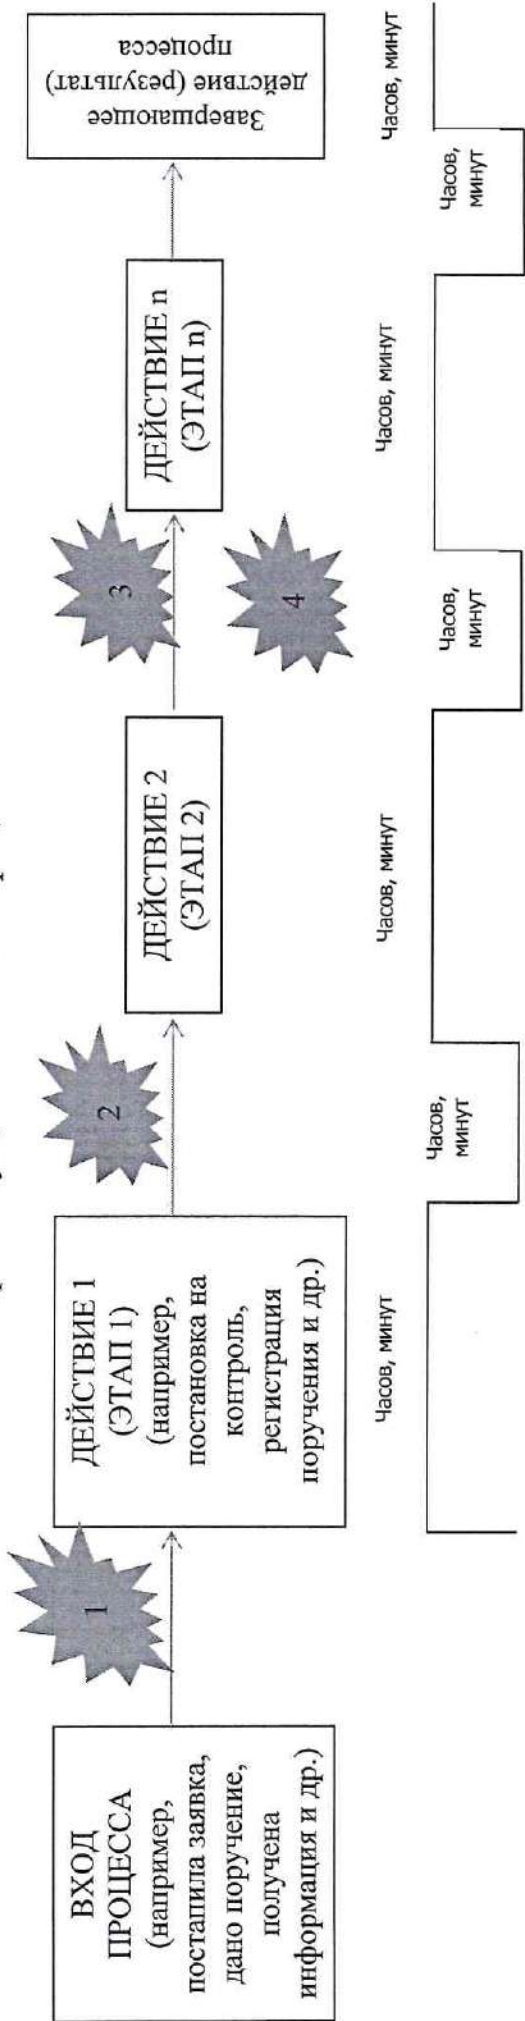 ВХОД
ПРОЦЕССА
(например,
постапила заявка,
дано поручение,
получена
информация и др.)
1
ДЕЙСТВИЕ 1
(ЭТАП 1)
(например,
постановка на
контроль,
регистрация
поручения и др.)
2
ДЕЙСТВИЕ 2
(ЭТАП 2)
3
4
ДЕЙСТВИЕ n
(ЭТАП n)
Завершающее
действие (результат)
процесса
Часов, минут
Часов,
минут
Часов, минут
Часов,
минут
Часов, минут
Часов,
минут
Часов, минут